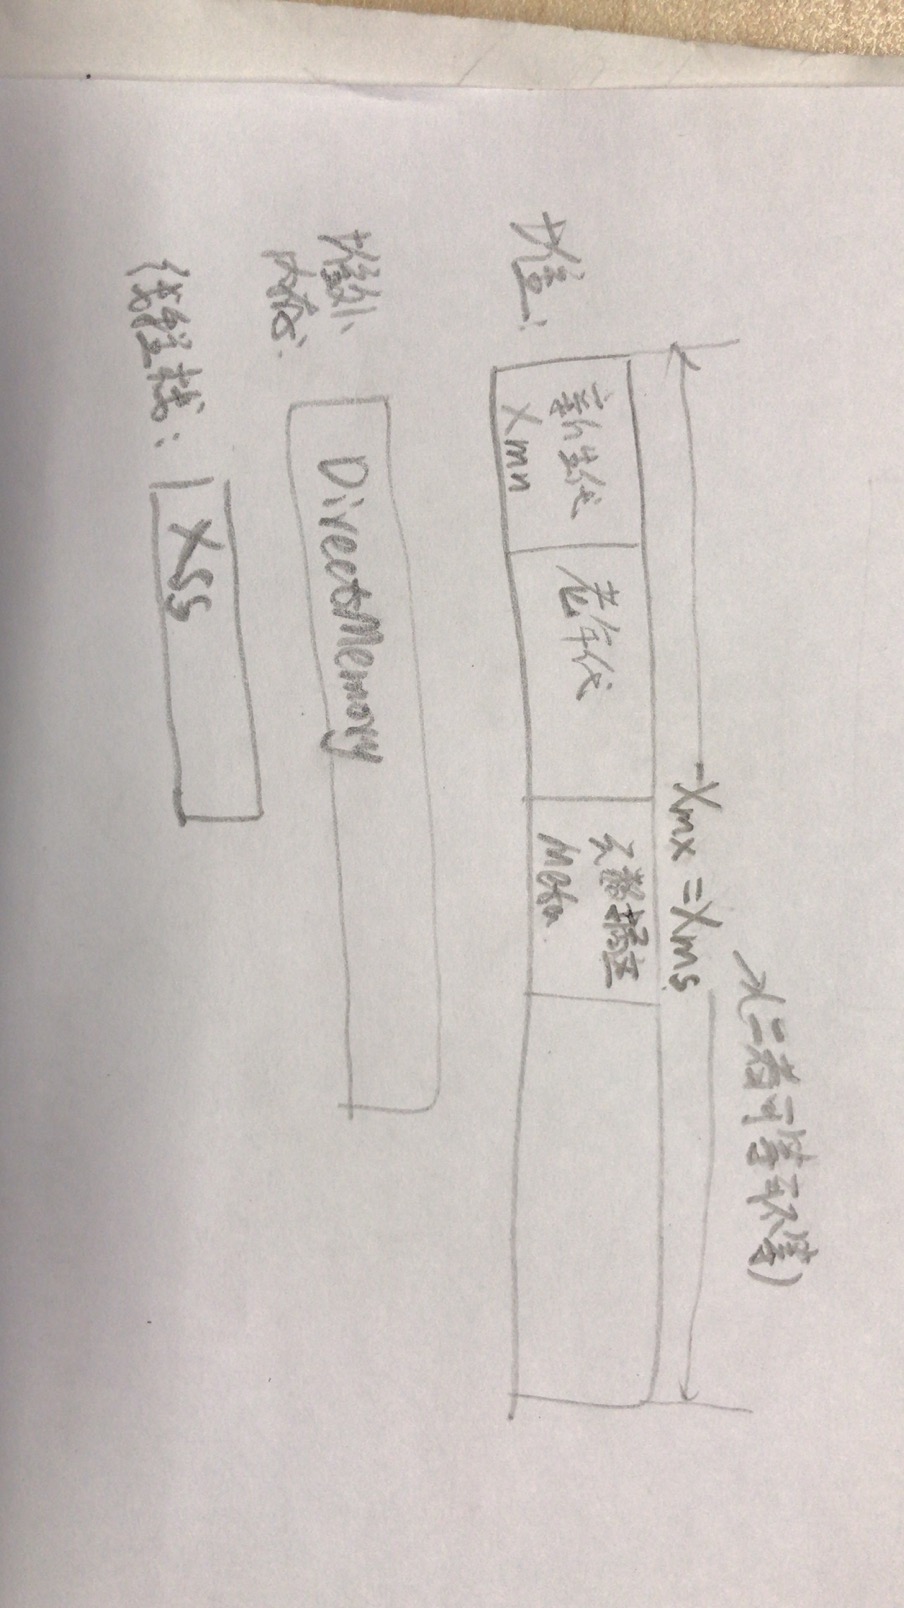 (二者可等可不等)
-Xmx = Xms
堆:
新生代
Xmn
老年代
元数据区
Meta
堆外
内存:
DirectMemory
线程栈:
Xss